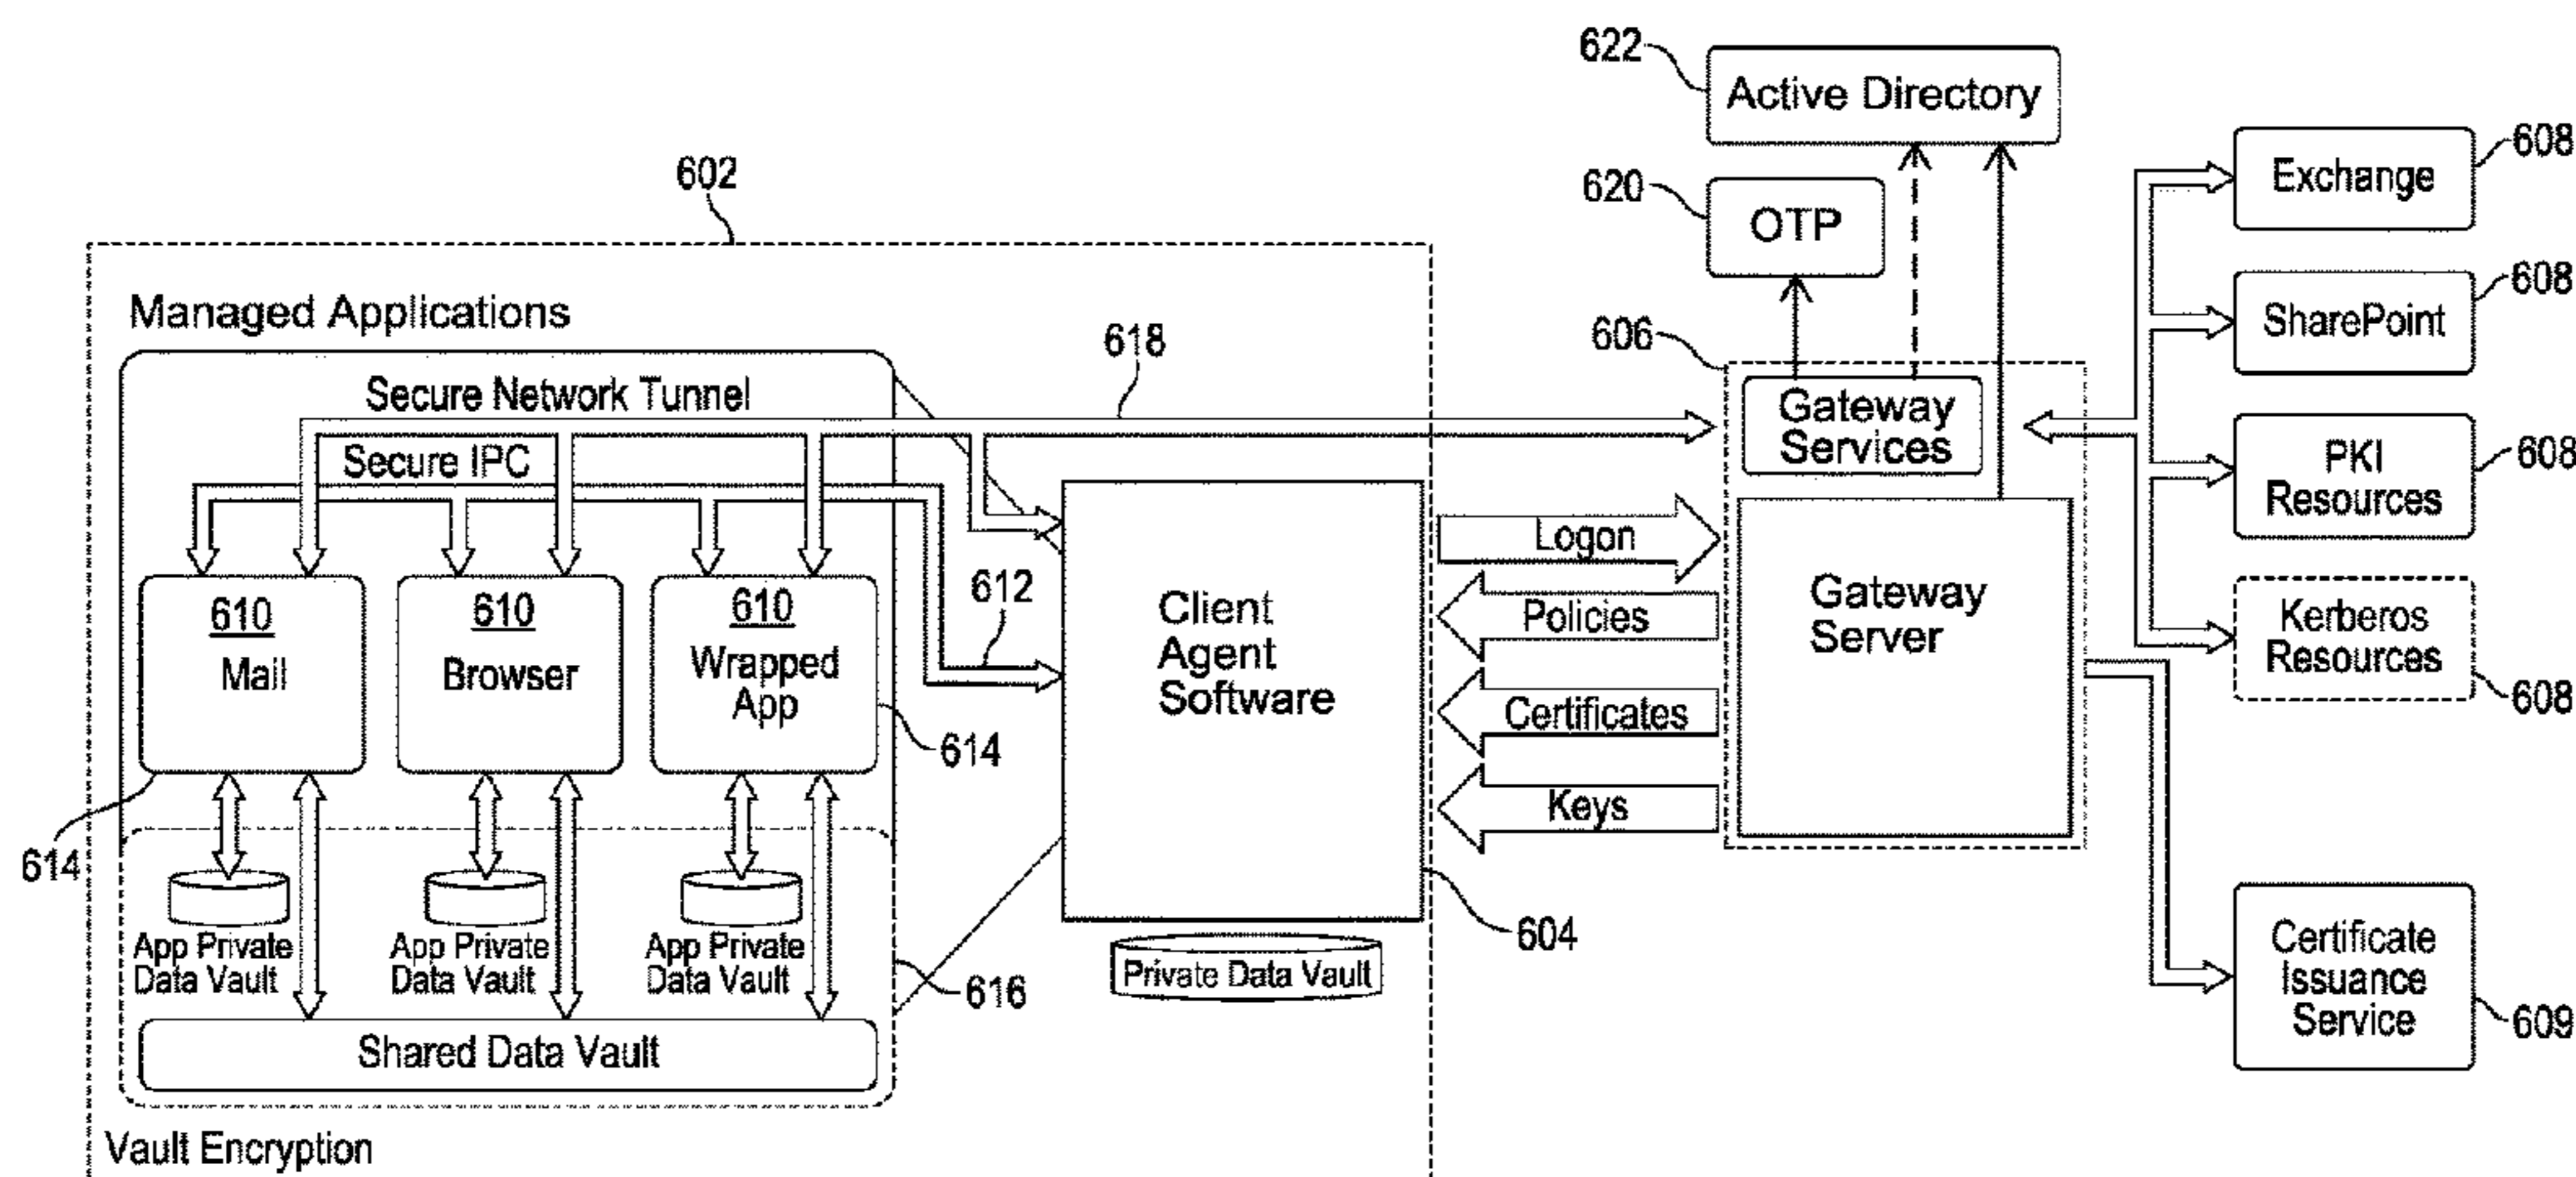 622
Active Directory
608
Exchange
602
620
OTP
608
SharePoint
Managed Applications
618
606
Secure Network Tunnel
Gateway
Services
608
PKI
Resources
Secure IPC
Logon
610
Mail
610
Browser
610
Wrapped
App
612
Client
Agent
Software
Policies
Gateway
Server
Kerberos
Resources
608
Certificates
614
Keys
614
App Private
Data Vault
App Private
Data Vault
App Private
Data Vault
616
604
Private Data Vault
Certificate
Issuance
Service
609
Shared Data Vault
Vault Encryption